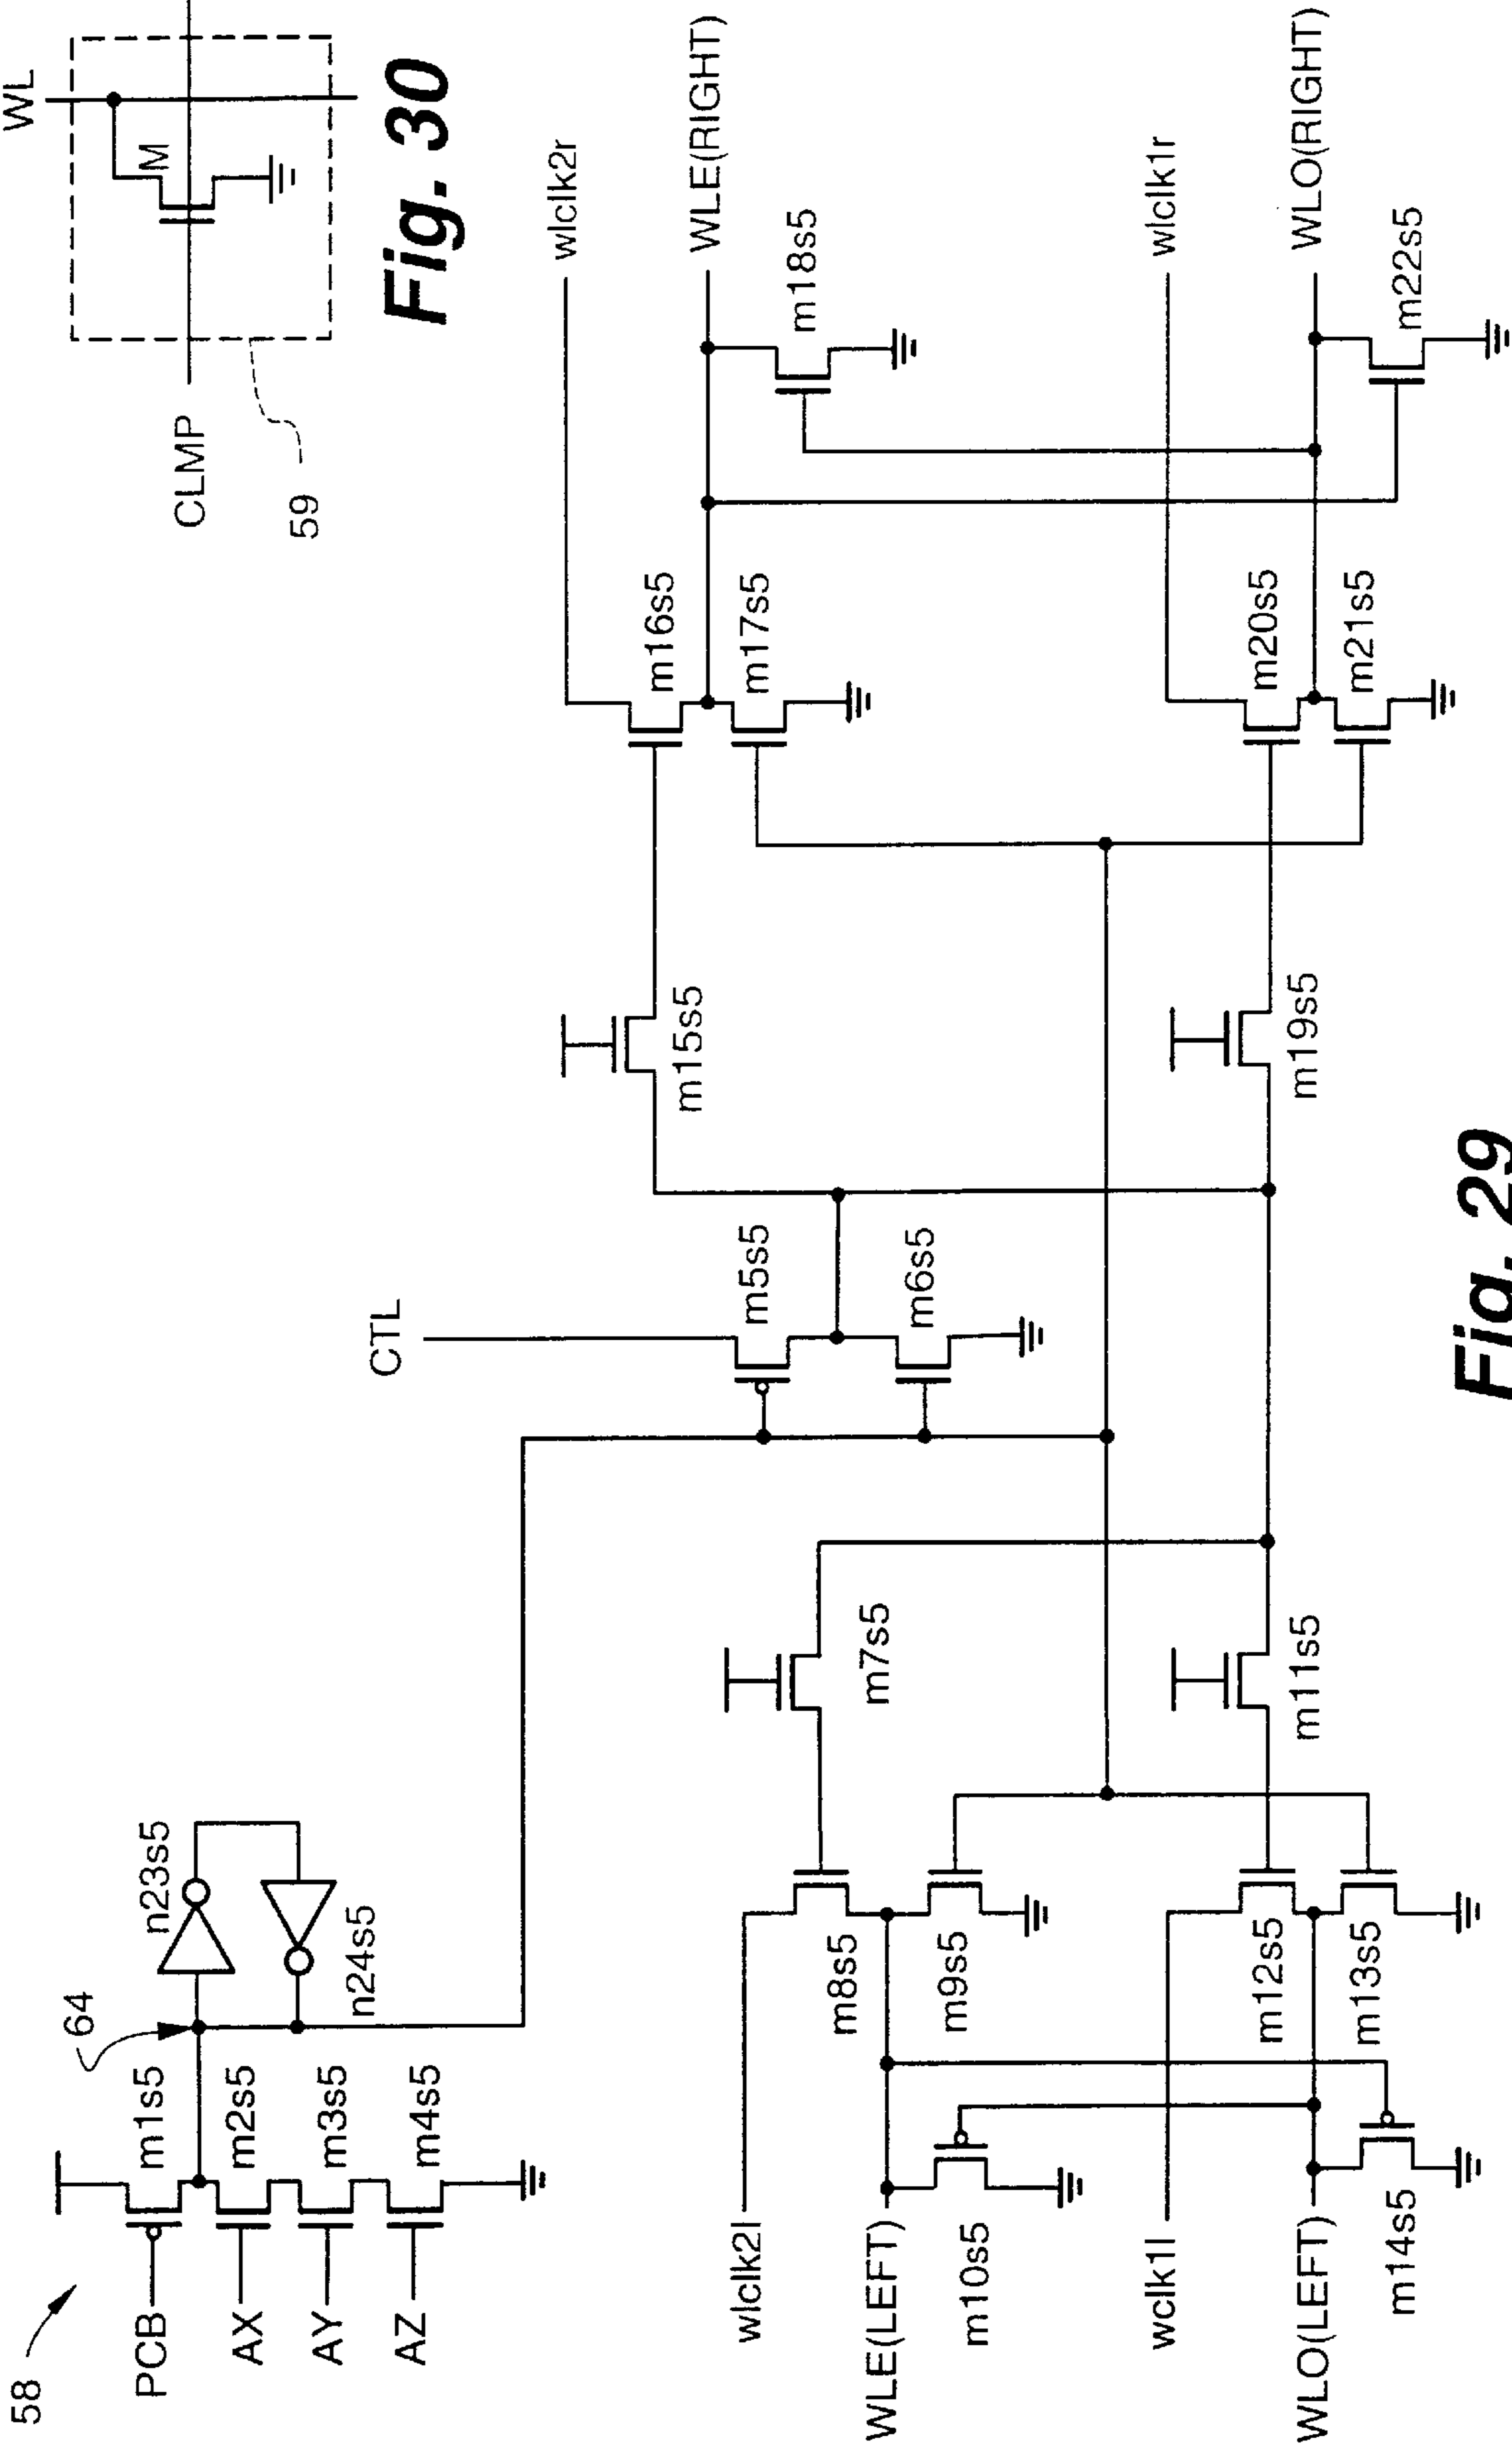 WL
M
CLMP
59
Fig. 30
58
64
PCB
AX
AY
AZ
m1s5
m2s5
m3s5
m4s5
n23s5
n24s5
CTL
m5s5
m6s5
m15s5
m16s5
m17s5
m18s5
wlclk2r
WLE(RIGHT)
m19s5
m20s5
m21s5
m22s5
wlclk1r
WLO(RIGHT)
wlclk2l
WLE(LEFT)
m7s5
m8s5
m9s5
m10s5
wclk1l
WLO(LEFT)
m11s5
m12s5
m13s5
m14s5
Fig. 29